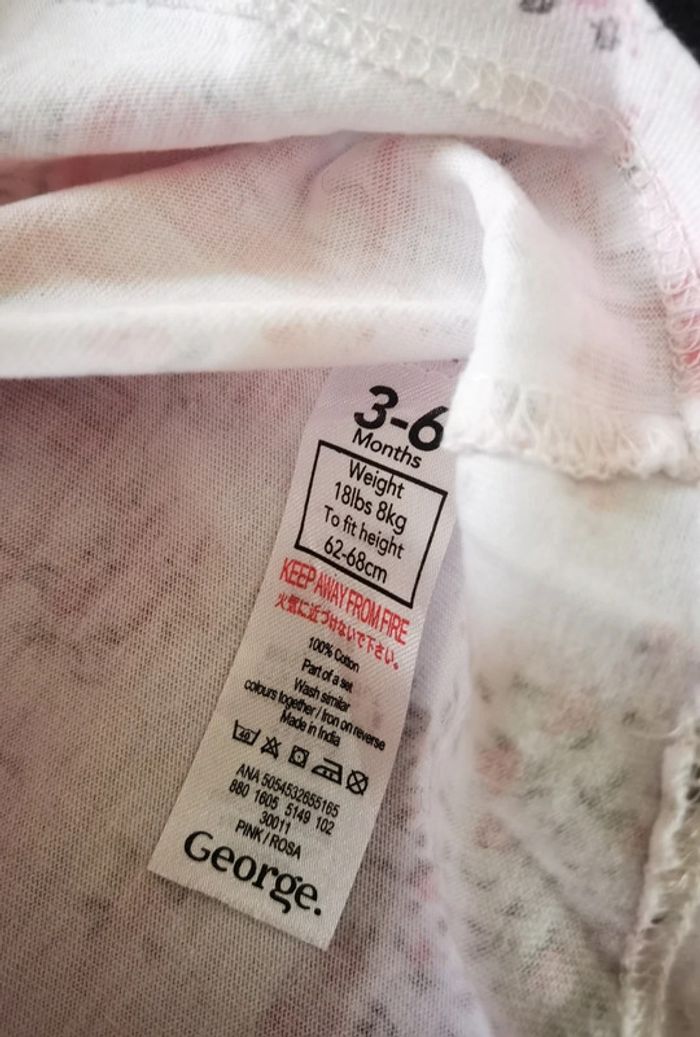 3-6
Months
Weight
18lbs 8kg
To fit height
62-68cm
KEEP AWAY FROM FIRE
火気に近づけないで下さい。
100% Cotton
Part of a set
Wash similar
colours together / Iron on reverse
Made in India
40
ANA 5054532655165
880 1605 5149 102
30011
PINK / ROSA
George.